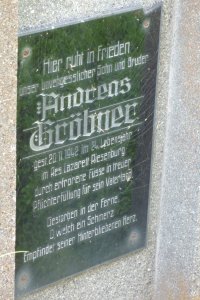 Hier ruht in Frieden
unser unvergesslicher Sohn und Bruder
Andreas
Gröbner
gest. 20. II. 1942 im 24. Lebensjahr
im Res. Lazarett Riesenburg
durch erfrorene Füsse in treuer
Pflichterfüllung für sein Vaterland.
Gestorben in der Ferne,
O, welch ein Schmerz
Empfindet seiner Hinterbliebenen Herz.